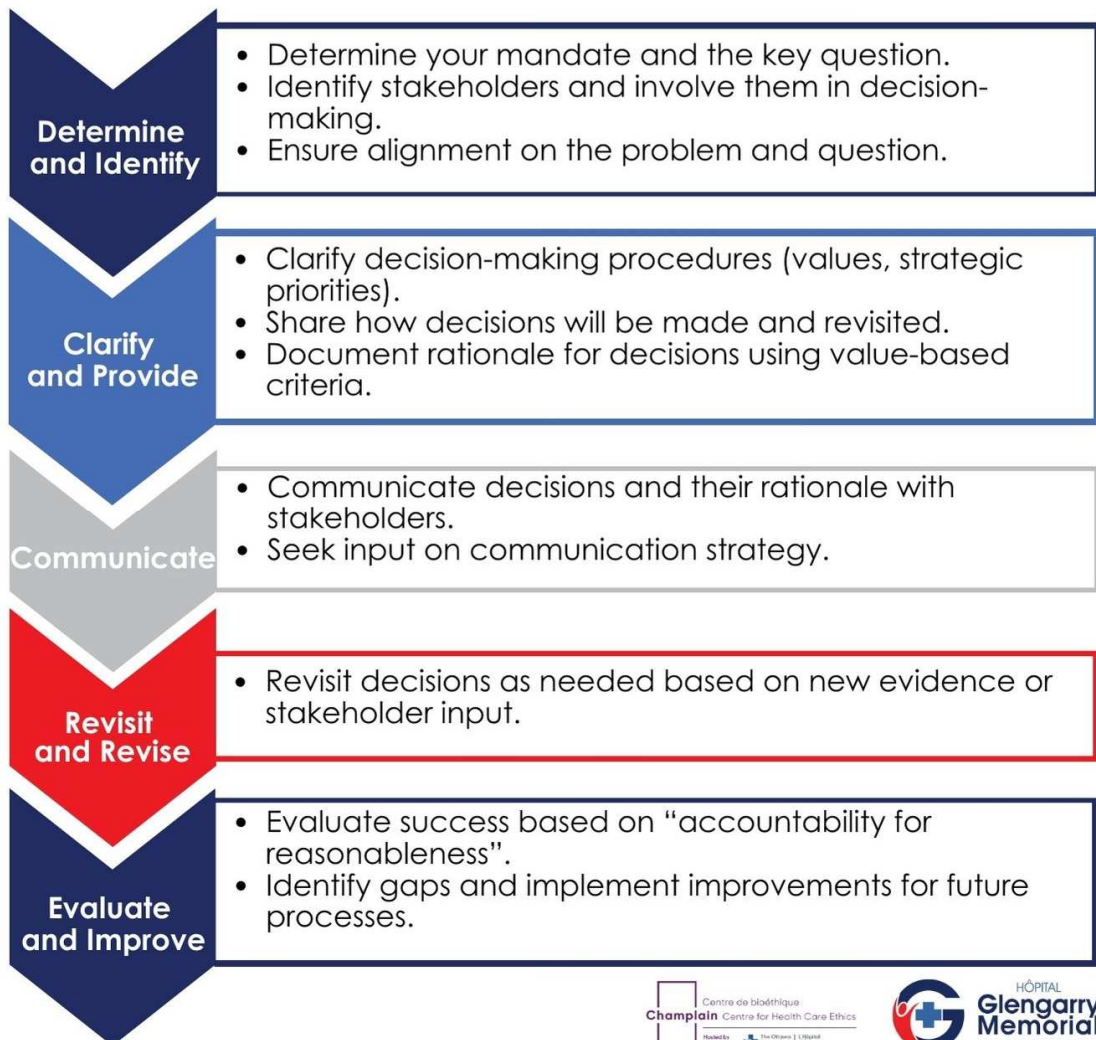 Determine
and Identify
• Determine your mandate and the key question.
• Identify stakeholders and involve them in decision-
making.
• Ensure alignment on the problem and question.
Clarify
and Provide
• Clarify decision-making procedures (values, strategic
priorities).
• Share how decisions will be made and revisited.
• Document rationale for decisions using value-based
criteria.
Communicate
• Communicate decisions and their rationale with
stakeholders.
• Seek input on communication strategy.
Revisit
and Revise
• Revisit decisions as needed based on new evidence or
stakeholder input.
Evaluate
and Improve
• Evaluate success based on “accountability for
reasonableness”.
• Identify gaps and implement improvements for future
processes.
Centre de bioéthique
Champlain Centre for Health Care Ethics
Hosted by
The Ottawa | L'Hôpital
HÔPITAL
Glengarry
Memorial